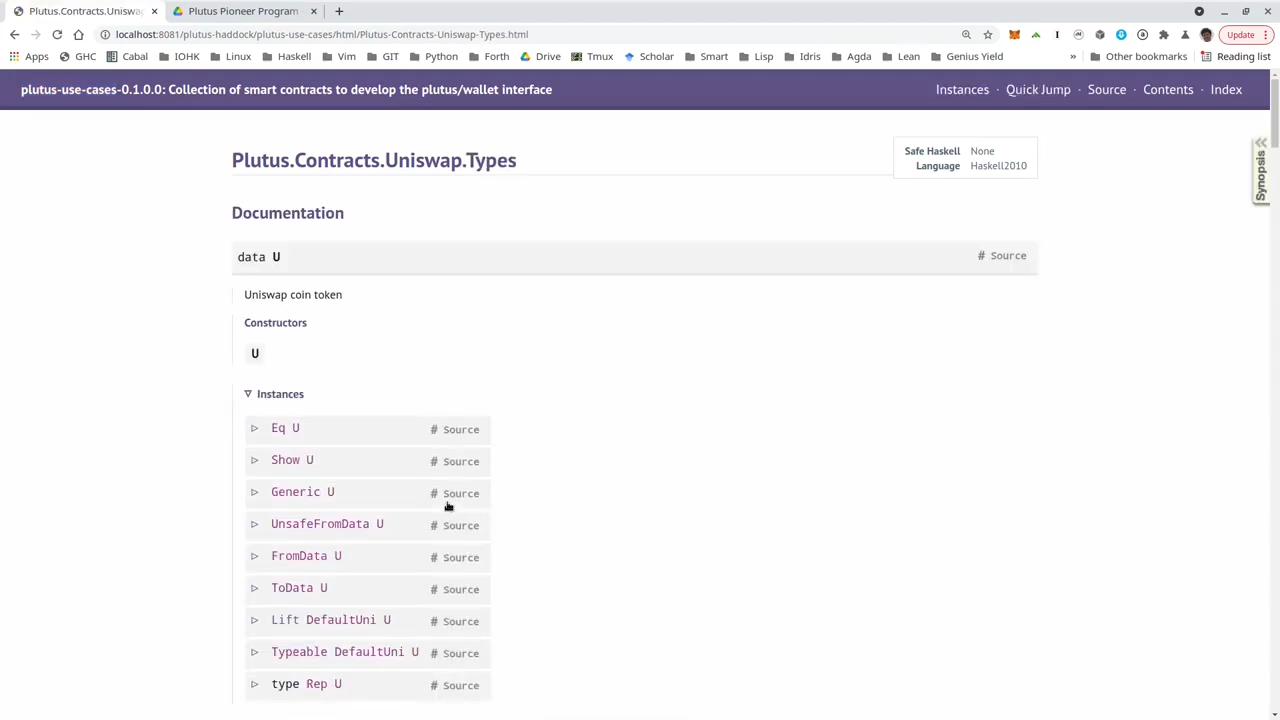 Plutus.Contracts.Uniswa
Plutus Pioneer Program
localhost:8081/plutus-haddock/plutus-use-cases/html/Plutus-Contracts-Uniswap-Types.html
Update
Apps GHC Cabal IOHK Linux Haskell Vim GIT Python Forth Drive Tmux Scholar Smart Lisp Idris Agda Lean Genius Yield » Other bookmarks Reading list
plutus-use-cases-0.1.0.0: Collection of smart contracts to develop the plutus/wallet interface
Instances · Quick Jump · Source · Contents · Index
Plutus.Contracts.Uniswap.Types
Safe Haskell None
Language Haskell2010
Synopsis
Documentation
data U # Source
Uniswap coin token
Constructors
U
Instances
Eq U # Source
Show U # Source
Generic U # Source
UnsafeFromData U # Source
FromData U # Source
ToData U # Source
Lift DefaultUni U # Source
Typeable DefaultUni U # Source
type Rep U # Source